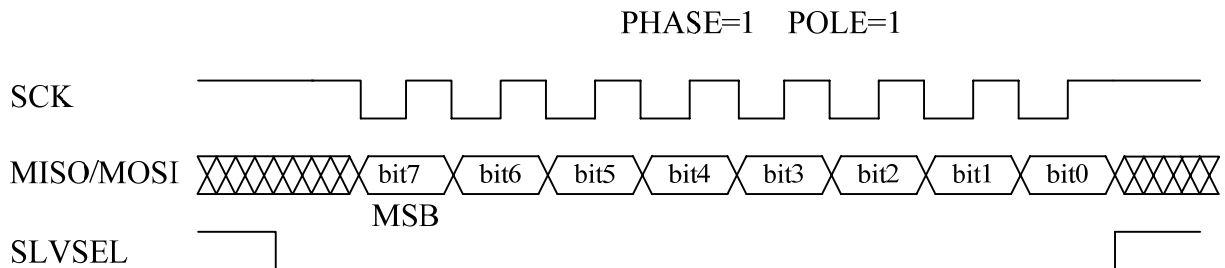 PHASE=1 POLE=1
SCK
MISO/MOSI bit7 bit6 bit5 bit4 bit3 bit2 bit1 bit0
MSB
SLVSEL